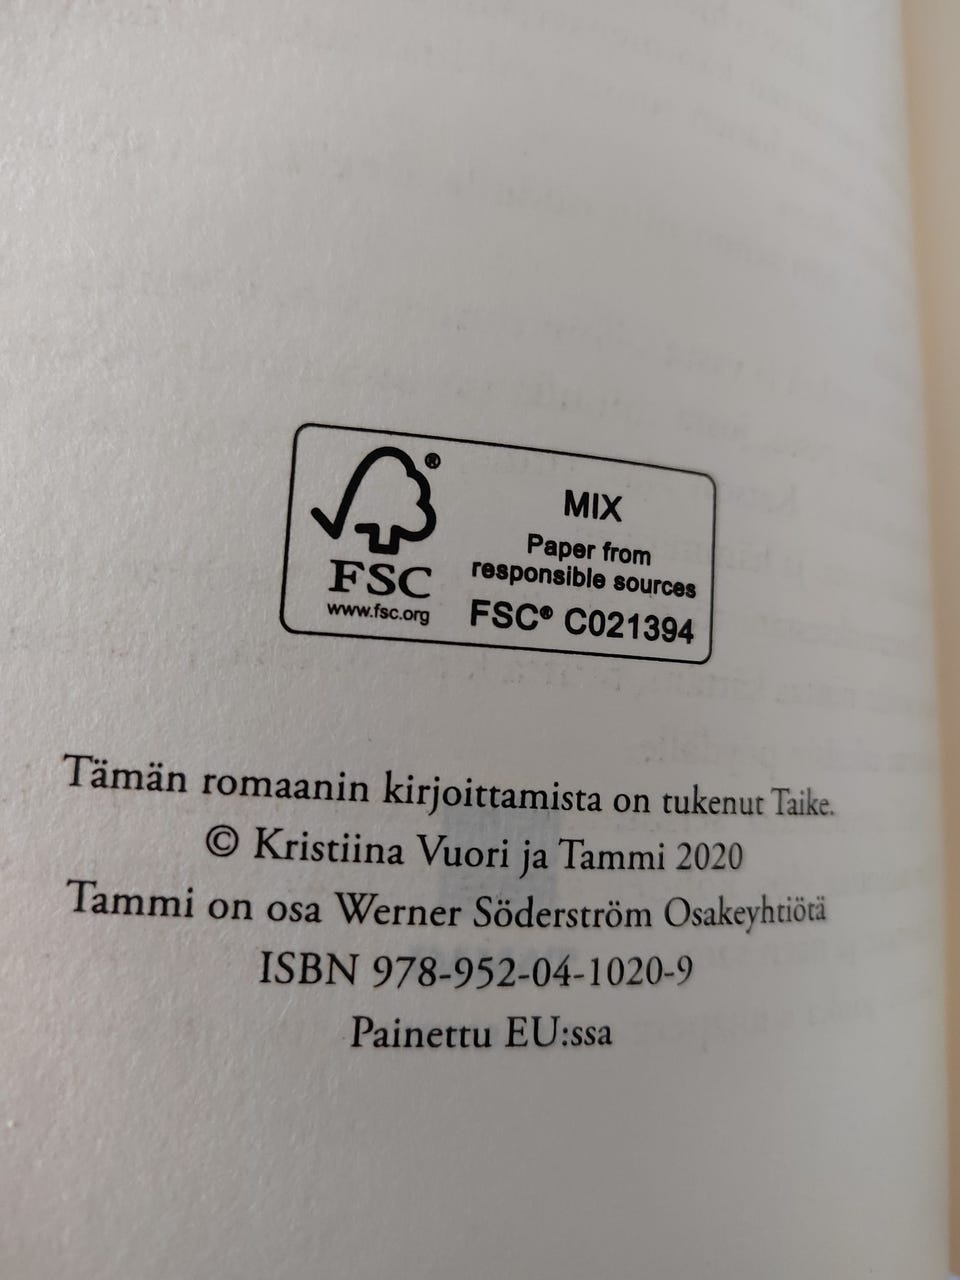 ®
FSC
www.fsc.org
MIX
Paper from
responsible sources
FSC® C021394
Tämän romaanin kirjoittamista on tukenut Taike.
© Kristiina Vuori ja Tammi 2020
Tammi on osa Werner Söderström Osakeyhtiötä
ISBN 978-952-04-1020-9
Painettu EU:ssa